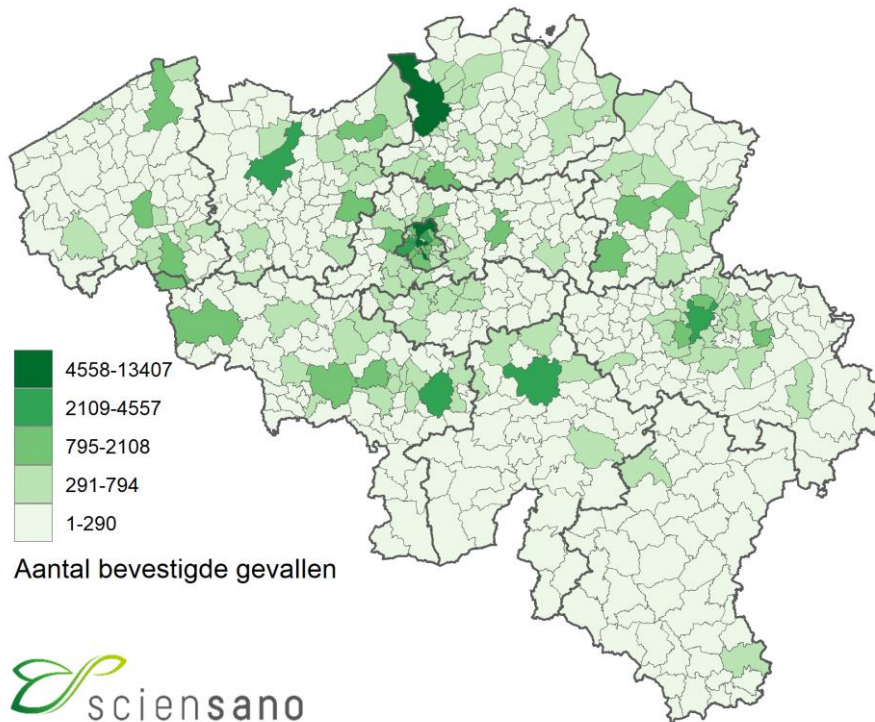 4558-13407
2109-4557
795-2108
291-794
1-290
Aantal bevestigde gevallen
sciensano